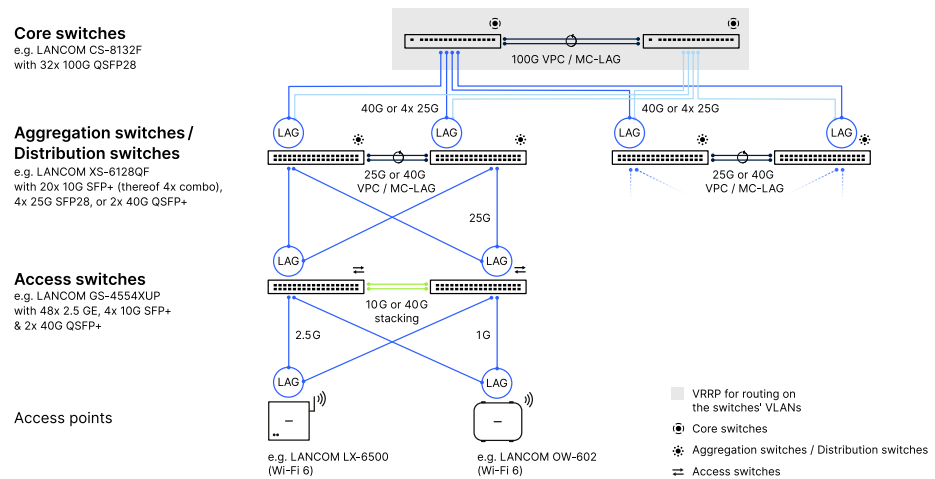 Core switches
e.g. LANCOM CS-8132F
with 32x 100G QSFP28
100G VPC / MC-LAG
40G or 4x 25G
40G or 4x 25G
LAG
LAG
LAG
LAG
Aggregation switches /
Distribution switches
e.g. LANCOM XS-6128QF
with 20x 10G SFP+ (thereof 4x combo),
4x 25G SFP28, or 2x 40G QSFP+
25G or 40G
VPC / MC-LAG
25G or 40G
VPC / MC-LAG
25G
LAG
LAG
Access switches
e.g. LANCOM GS-4554XUP
with 48x 2.5 GE, 4x 10G SFP+
& 2x 40G QSFP+
10 G or 40 G
stacking
2.5 G
1 G
LAG
LAG
Access points
e.g. LANCOM LX-6500
(Wi-Fi 6)
e.g. LANCOM OW-602
(Wi-Fi 6)
VRRP for routing on
the switches' VLANs
Core switches
Aggregation switches / Distribution switches
Access switches